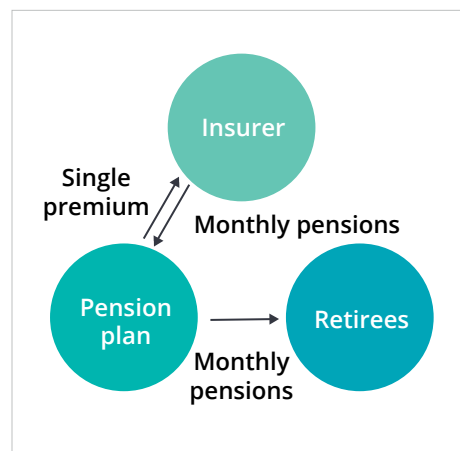 Insurer
Single
premium
Monthly pensions
Pension
plan
Retirees
Monthly
pensions